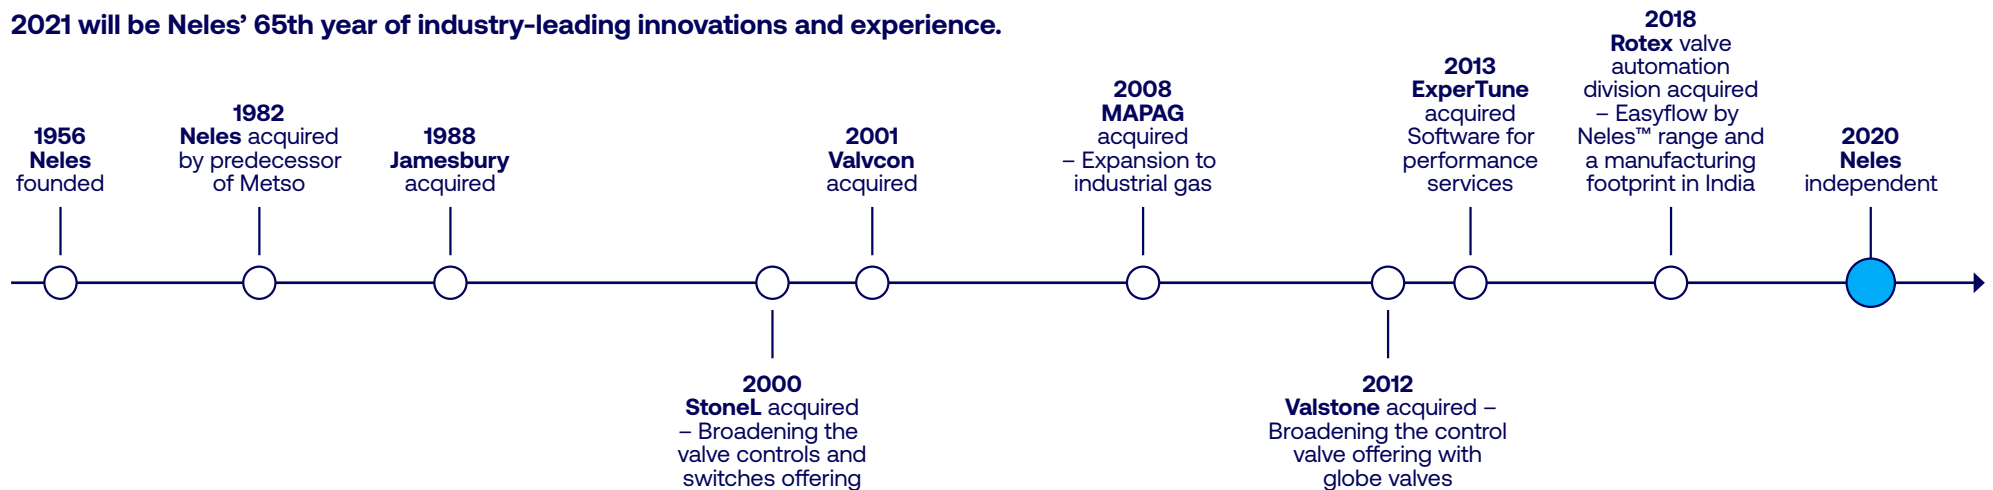 2021 will be Neles’ 65th year of industry-leading innovations and experience.
1956
Neles
founded
1982
Neles acquired
by predecessor
of Metso
1988
Jamesbury
acquired
2000
StoneL acquired
– Broadening the
valve controls and
switches offering
2001
Valvcon
acquired
2008
MAPAG
acquired
– Expansion to
industrial gas
2012
Valstone acquired –
Broadening the control
valve offering with
globe valves
2013
ExperTune
acquired
Software for
performance
services
2018
Rotex valve
automation
division acquired
– Easyflow by
Neles™ range and
a manufacturing
footprint in India
2020
Neles
independent